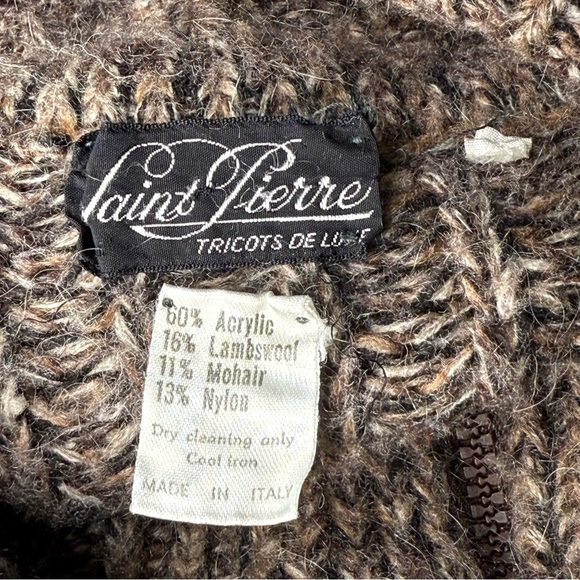 Saint Pierre
TRICOTS DE LUXE
60% Acrylic
16% Lambswool
11% Mohair
13% Nylon
Dry cleaning only
Cool iron
MADE IN ITALY